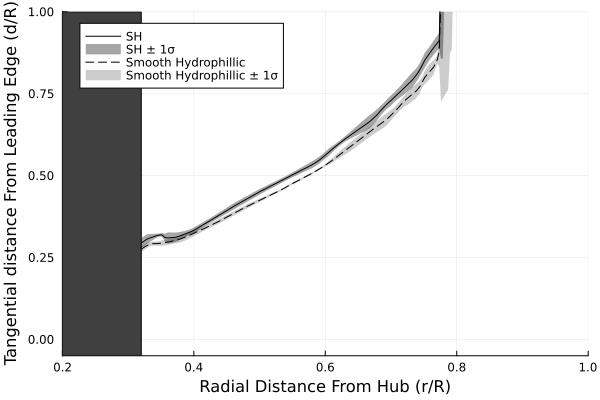 Tangential distance From Leading Edge (d/R)
1.00
0.75
0.50
0.25
0.00
SH
SH ± 1σ
Smooth Hydrophillic
Smooth Hydrophillic ± 1σ
0.2 0.4 0.6 0.8 1.0
Radial Distance From Hub (r/R)